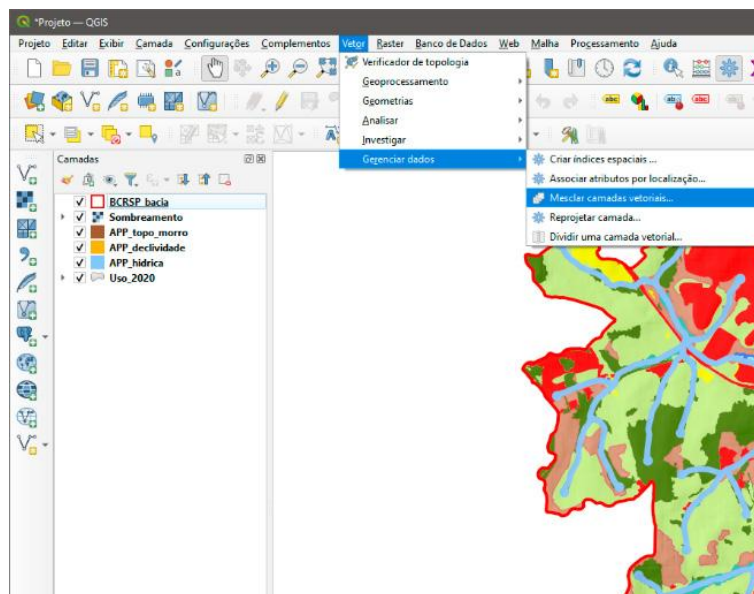 *Projeto — QGIS
Projeto Editar Exibir Camada Configurações Complementos Vetor Raster Banco de Dados Web Malha Processamento Ajuda
Verificador de topologia
Geoprocessamento
Geometrias
Analisar
Investigar
Gerenciar dados
Criar índices espaciais ...
Associar atributos por localização...
Mesclar camadas vetoriais...
Reprojetar camada...
Dividir uma camada vetorial...
abc
abc
Camadas
BCRSP_bacia
Sombreamento
APP_topo_morro
APP_declividade
APP_hidrica
Uso_2020